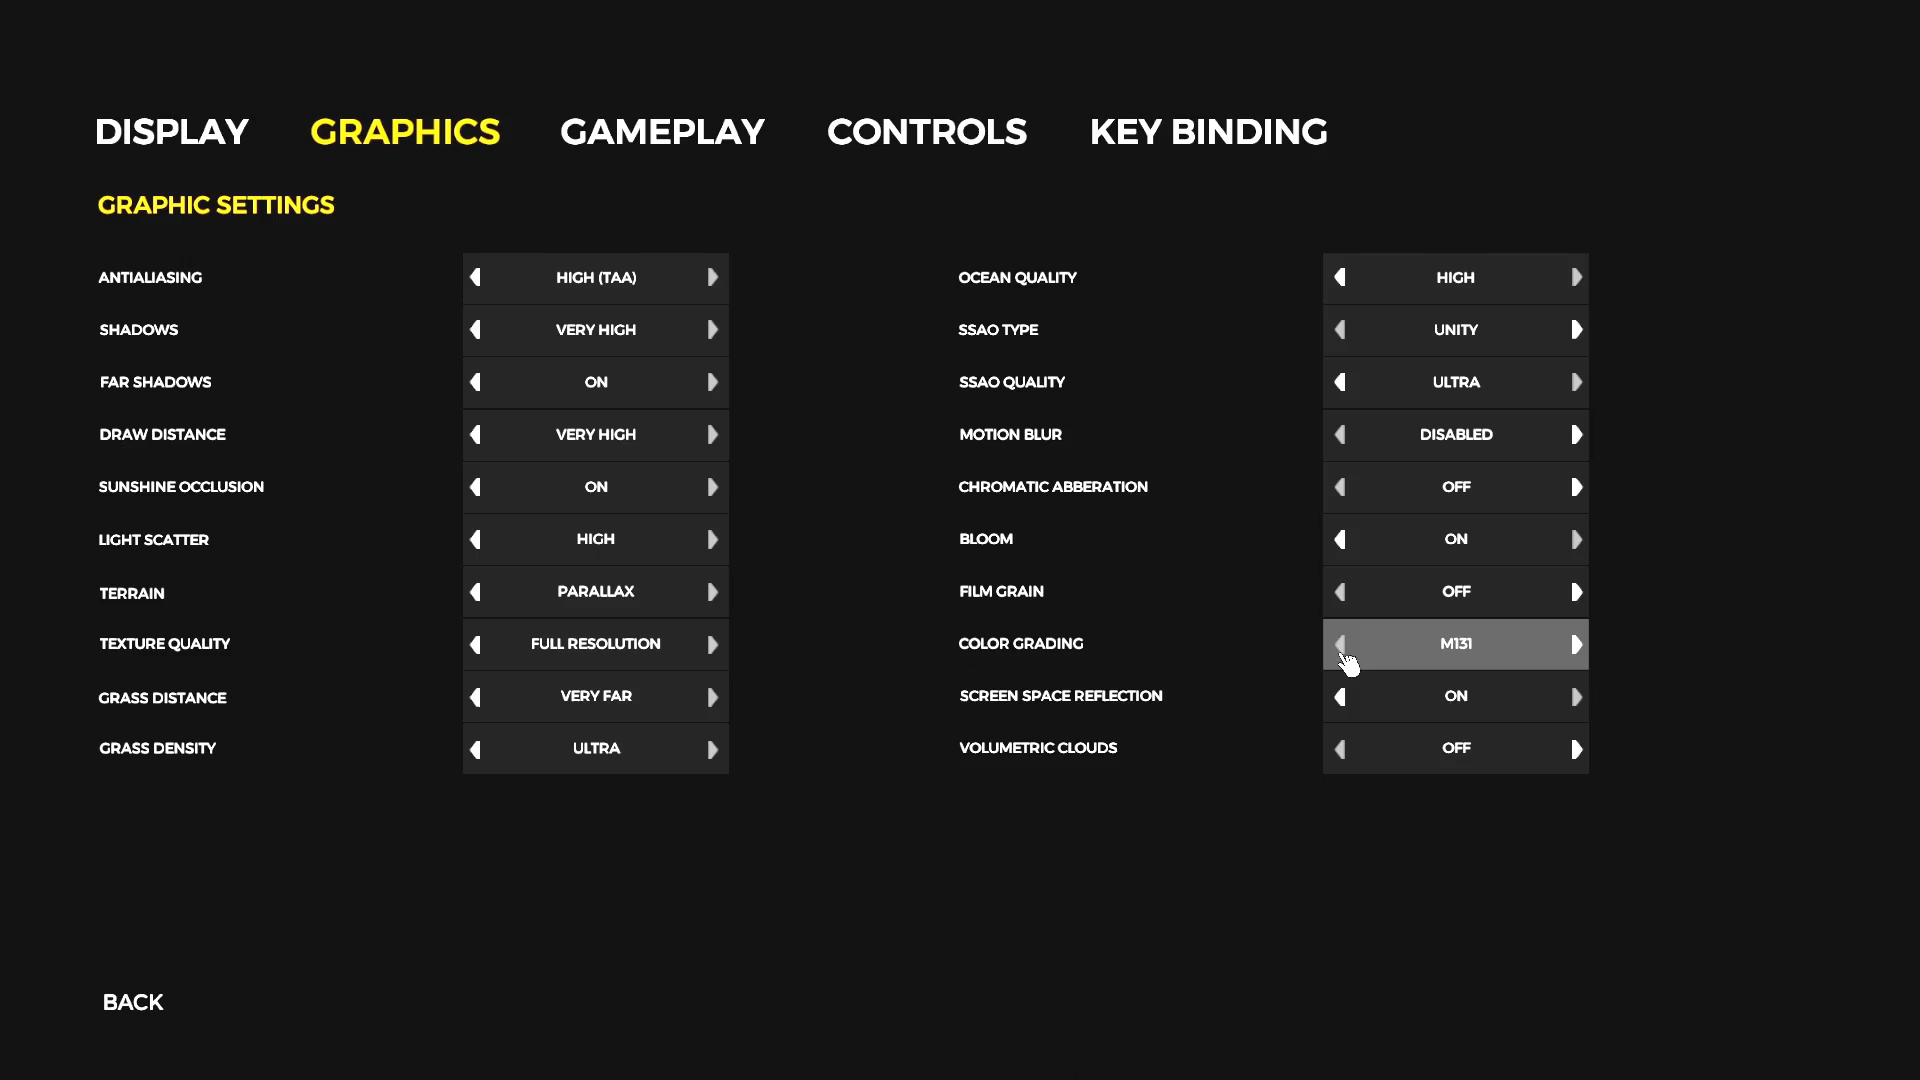 DISPLAY GRAPHICS GAMEPLAY CONTROLS KEY BINDING
GRAPHIC SETTINGS
ANTIALIASING HIGH (TAA)
SHADOWS VERY HIGH
FAR SHADOWS ON
DRAW DISTANCE VERY HIGH
SUNSHINE OCCLUSION ON
LIGHT SCATTER HIGH
TERRAIN PARALLAX
TEXTURE QUALITY FULL RESOLUTION
GRASS DISTANCE VERY FAR
GRASS DENSITY ULTRA
OCEAN QUALITY HIGH
SSAO TYPE UNITY
SSAO QUALITY ULTRA
MOTION BLUR DISABLED
CHROMATIC ABBERATION OFF
BLOOM ON
FILM GRAIN OFF
COLOR GRADING M131
SCREEN SPACE REFLECTION ON
VOLUMETRIC CLOUDS OFF
BACK